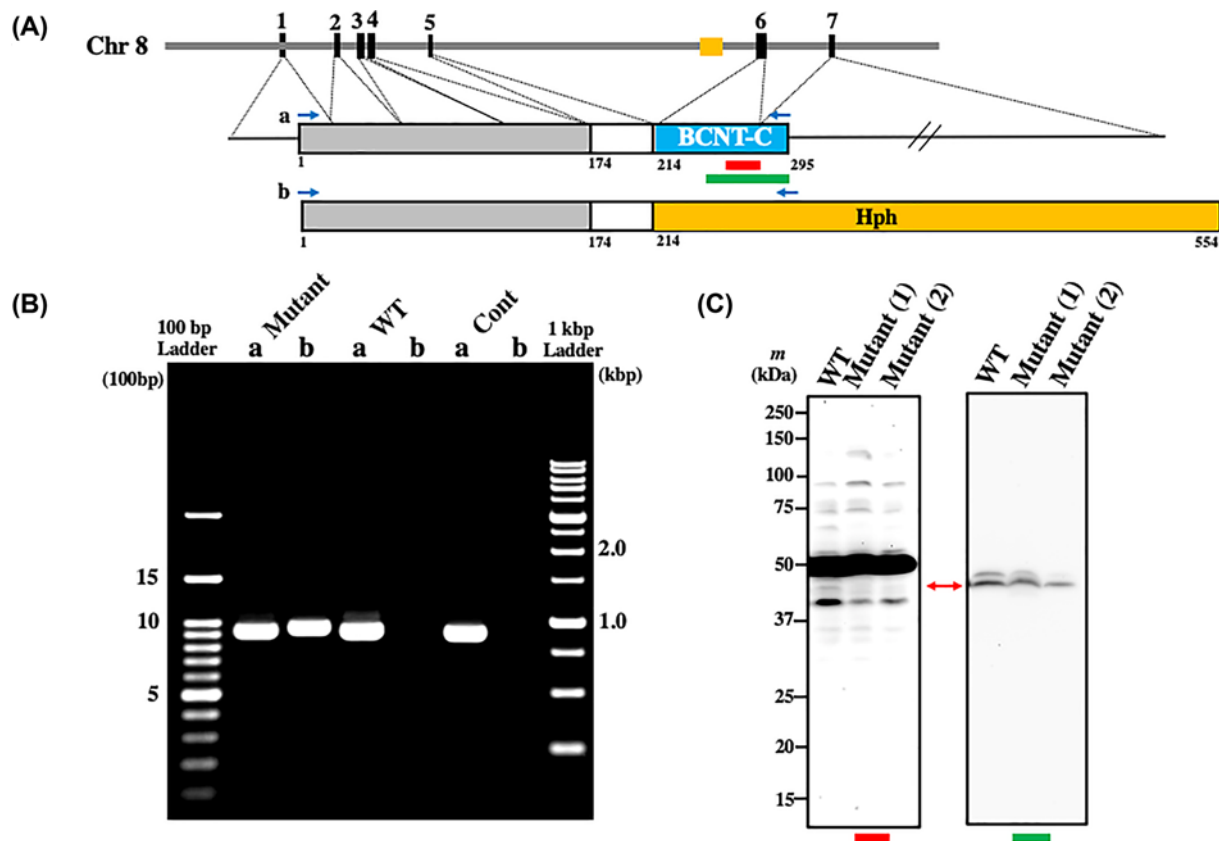 (A)
1 2 3 4 5 6 7
Chr 8
a
BCNT-C
1 174 214 295
b
Hph
1 174 214 554
(B)
Mutant WT Cont
100 bp Ladder a b a b a b 1 kbp Ladder
(100bp) (kbp)
15
10
5
2.0
1.0
(C)
m (kDa)
WT Mutant (1) Mutant (2) WT Mutant (1) Mutant (2)
250
150
100
75
50
37
25
20
15